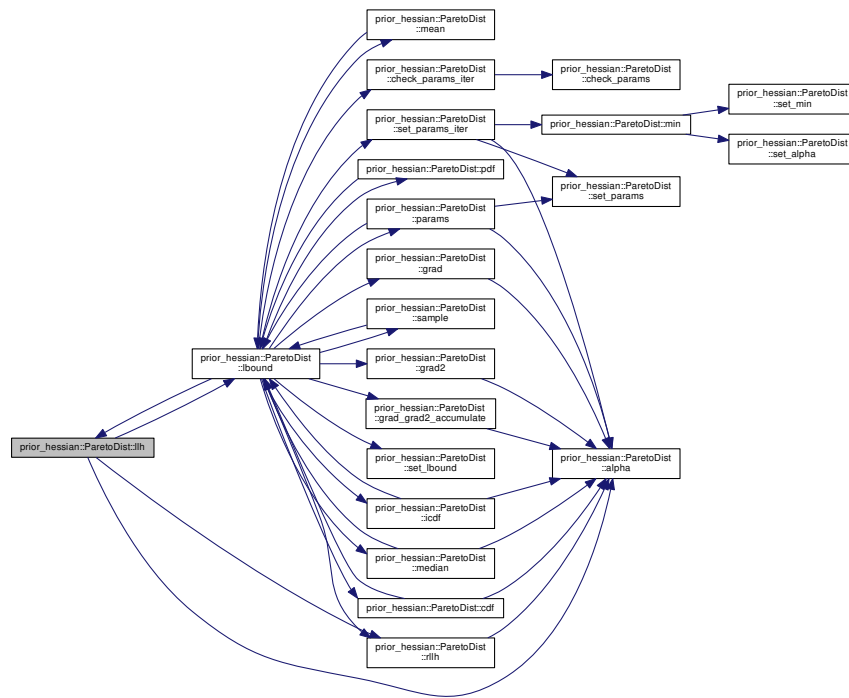 prior_hessian::ParetoDist
::mean
prior_hessian::ParetoDist
::check_params_iter
prior_hessian::ParetoDist
::check_params
prior_hessian::ParetoDist
::set_min
prior_hessian::ParetoDist
::set_params_iter
prior_hessian::ParetoDist::min
prior_hessian::ParetoDist
::set_alpha
prior_hessian::ParetoDist::pdf
prior_hessian::ParetoDist
::set_params
prior_hessian::ParetoDist
::params
prior_hessian::ParetoDist
::grad
prior_hessian::ParetoDist
::sample
prior_hessian::ParetoDist
::lbound
prior_hessian::ParetoDist
::grad2
prior_hessian::ParetoDist
::grad_grad2_accumulate
prior_hessian::ParetoDist::llh
prior_hessian::ParetoDist
::set_lbound
prior_hessian::ParetoDist
::alpha
prior_hessian::ParetoDist
::icdf
prior_hessian::ParetoDist
::median
prior_hessian::ParetoDist::cdf
prior_hessian::ParetoDist
::rllh